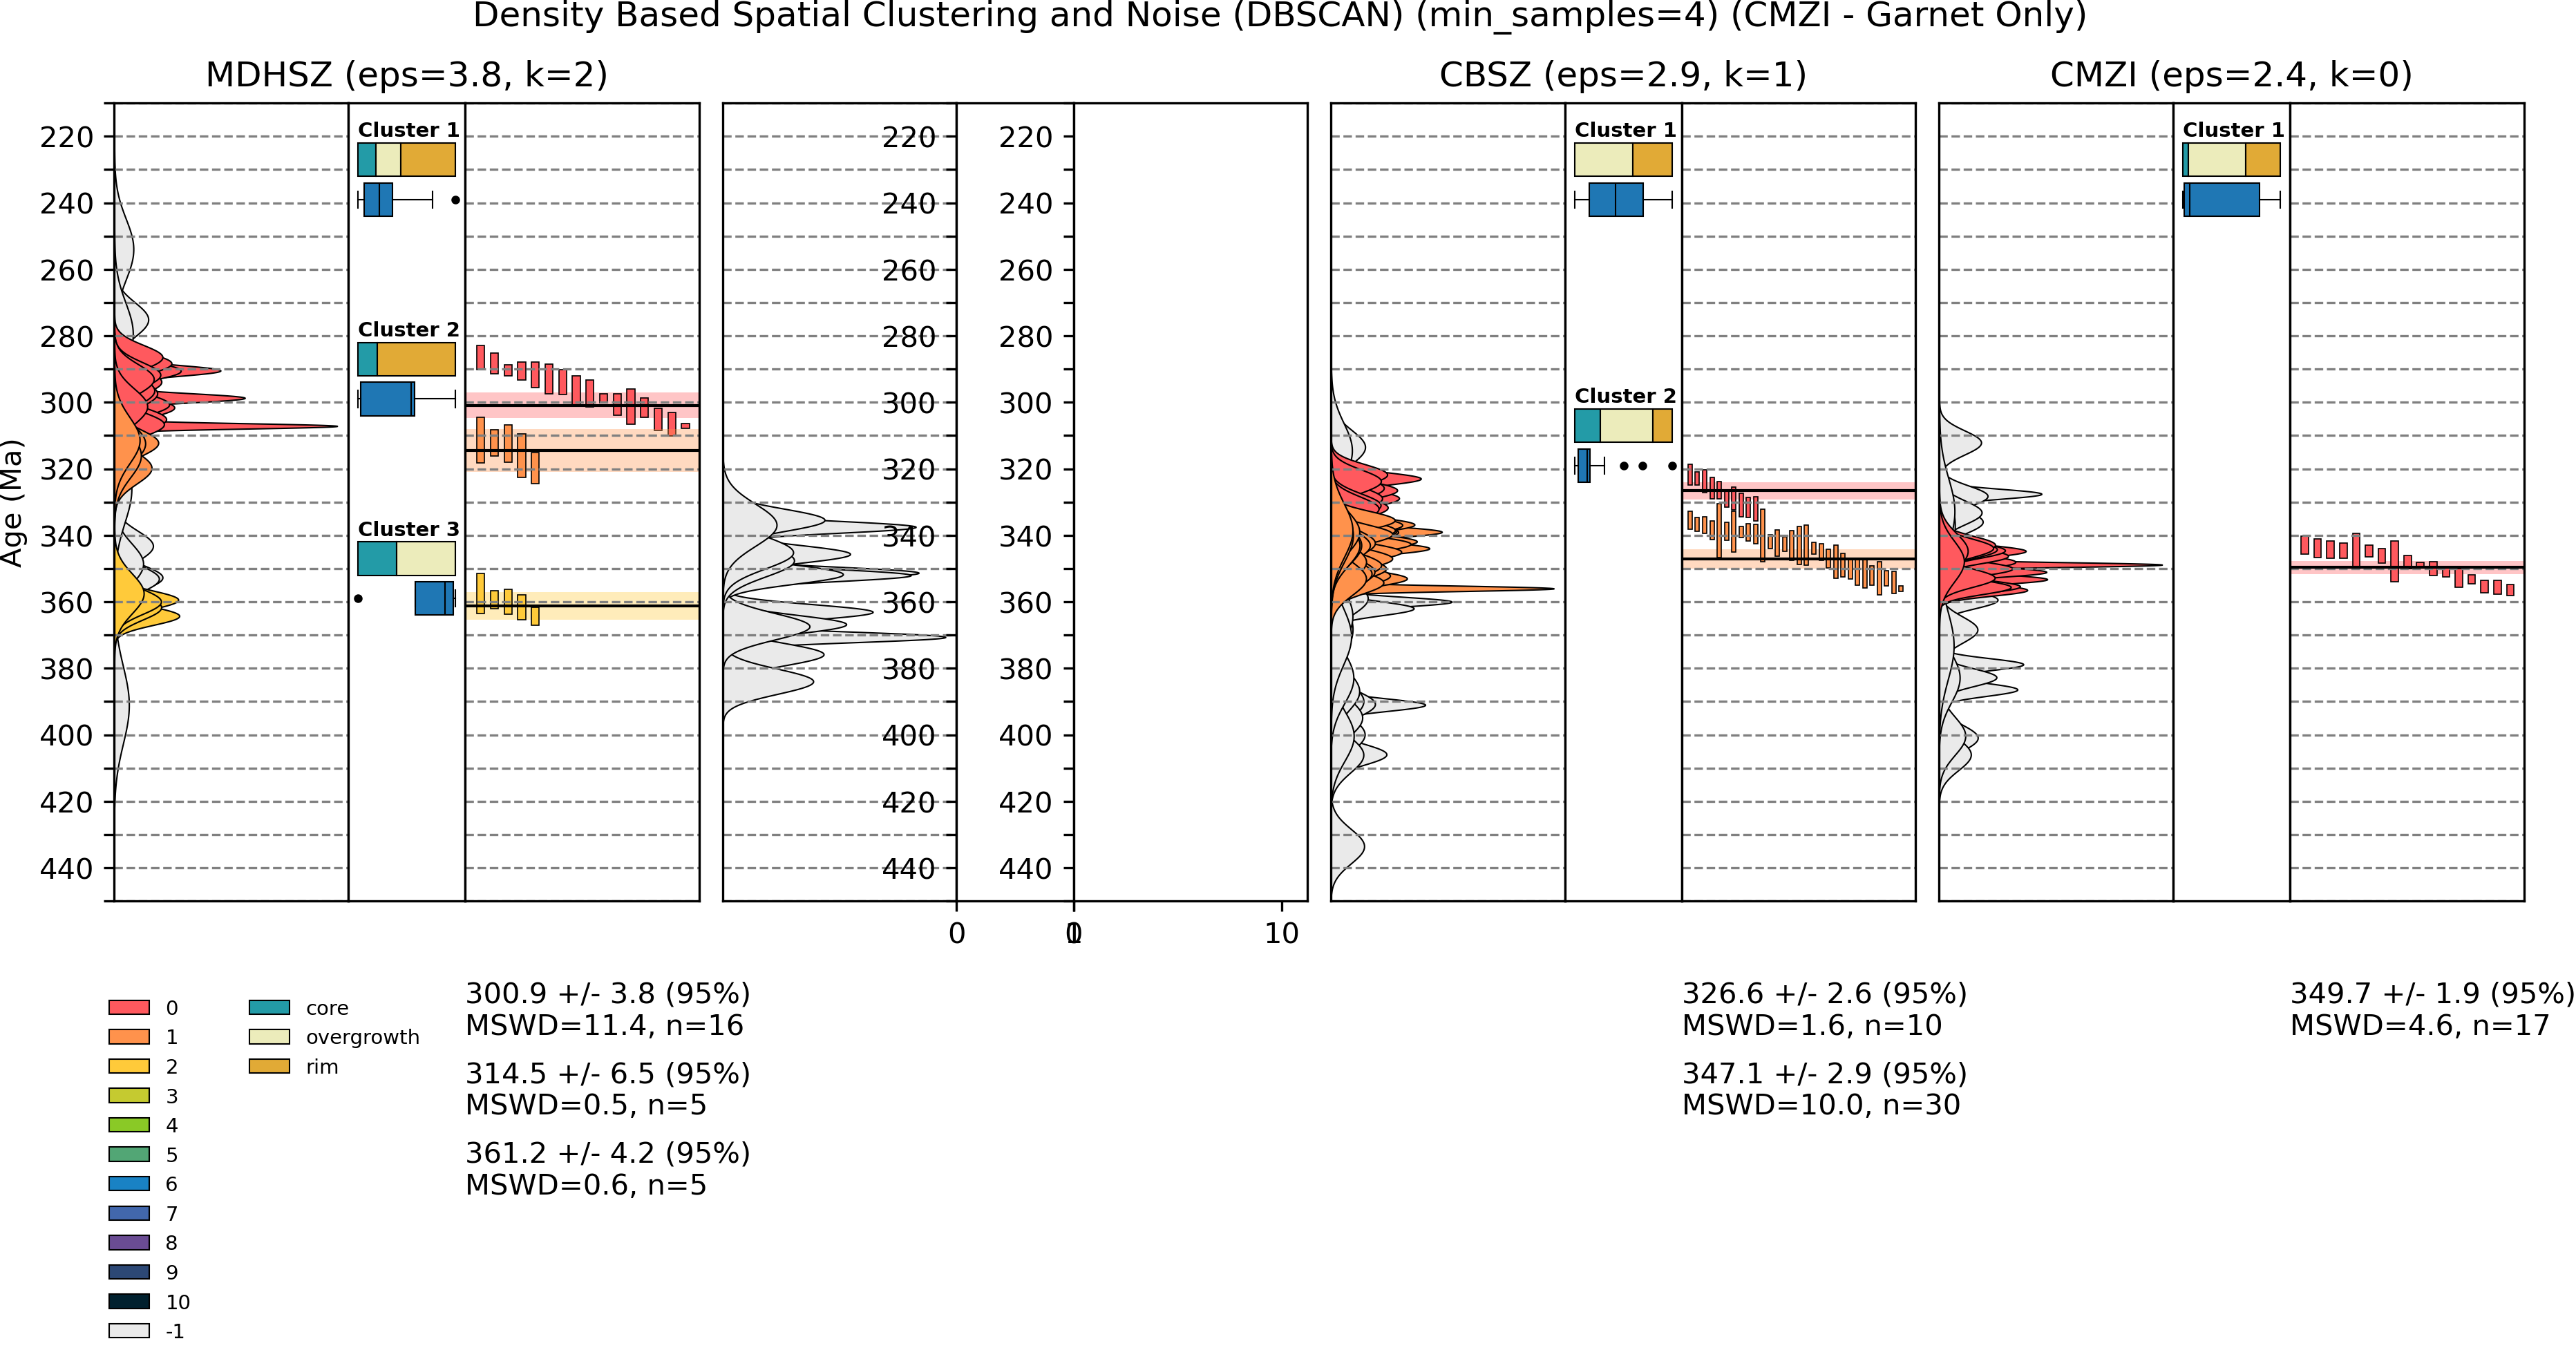 Density Based Spatial Clustering and Noise (DBSCAN) (min_samples=4) (CMZI - Garnet Only)
MDHSZ (eps=3.8, k=2)
CBSZ (eps=2.9, k=1)
CMZI (eps=2.4, k=0)
Age (Ma)
220
240
260
280
300
320
340
360
380
400
420
440
Cluster 1
Cluster 2
Cluster 3
220
240
260
280
300
320
340
360
380
400
420
440
220
240
260
280
300
320
340
360
380
400
420
440
0
1
0
10
Cluster 1
Cluster 2
Cluster 1
0
1
2
3
4
5
6
7
8
9
10
-1
core
overgrowth
rim
300.9 +/- 3.8 (95%)
MSWD=11.4, n=16
314.5 +/- 6.5 (95%)
MSWD=0.5, n=5
361.2 +/- 4.2 (95%)
MSWD=0.6, n=5
326.6 +/- 2.6 (95%)
MSWD=1.6, n=10
347.1 +/- 2.9 (95%)
MSWD=10.0, n=30
349.7 +/- 1.9 (95%)
MSWD=4.6, n=17